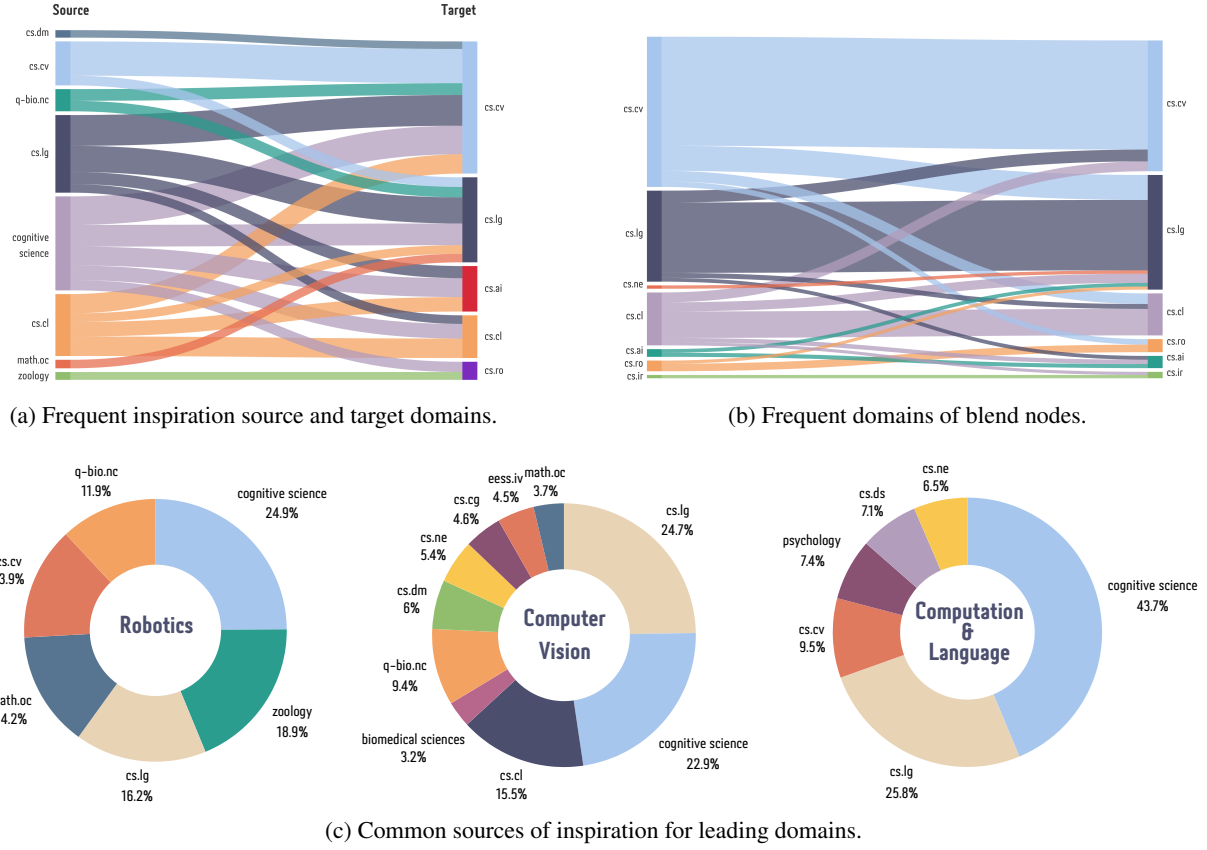 Source
Target
cs.dm
cs.cv
q-bio.nc
cs.lg
cognitive
science
cs.cl
math.oc
zoology
cs.cv
cs.lg
cs.ai
cs.cl
cs.ro
cs.cv
cs.lg
cs.ne
cs.cl
cs.ai
cs.ro
cs.ir
cs.cv
cs.lg
cs.cl
cs.ro
cs.ai
cs.ir
(a) Frequent inspiration source and target domains.
(b) Frequent domains of blend nodes.
q-bio.nc
11.9%
cognitive science
24.9%
cs.cv
3.9%
Robotics
ath.oc
4.2%
zoology
18.9%
cs.lg
16.2%
eess.iv
4.5%
math.oc
3.7%
cs.cg
4.6%
cs.lg
24.7%
cs.ne
5.4%
cs.dm
6%
Computer
Vision
q-bio.nc
9.4%
biomedical sciences
3.2%
cs.cl
15.5%
cognitive science
22.9%
cs.ne
6.5%
cs.ds
7.1%
psychology
7.4%
cognitive science
43.7%
cs.cv
9.5%
Computation
&
Language
cs.lg
25.8%
(c) Common sources of inspiration for leading domains.